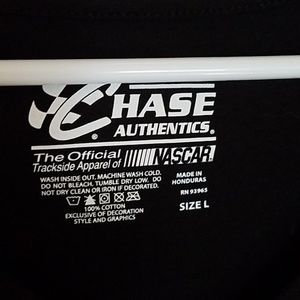 CHASE
AUTHENTICS®
The Official
Trackside Apparel of NASCAR
WASH INSIDE OUT. MACHINE WASH COLD.
DO NOT BLEACH. TUMBLE DRY LOW. DO
NOT DRY CLEAN OR IRON IF DECORATED.
100% COTTON
EXCLUSIVE OF DECORATION
STYLE AND GRAPHICS
MADE IN
HONDURAS
RN 93965
SIZE L